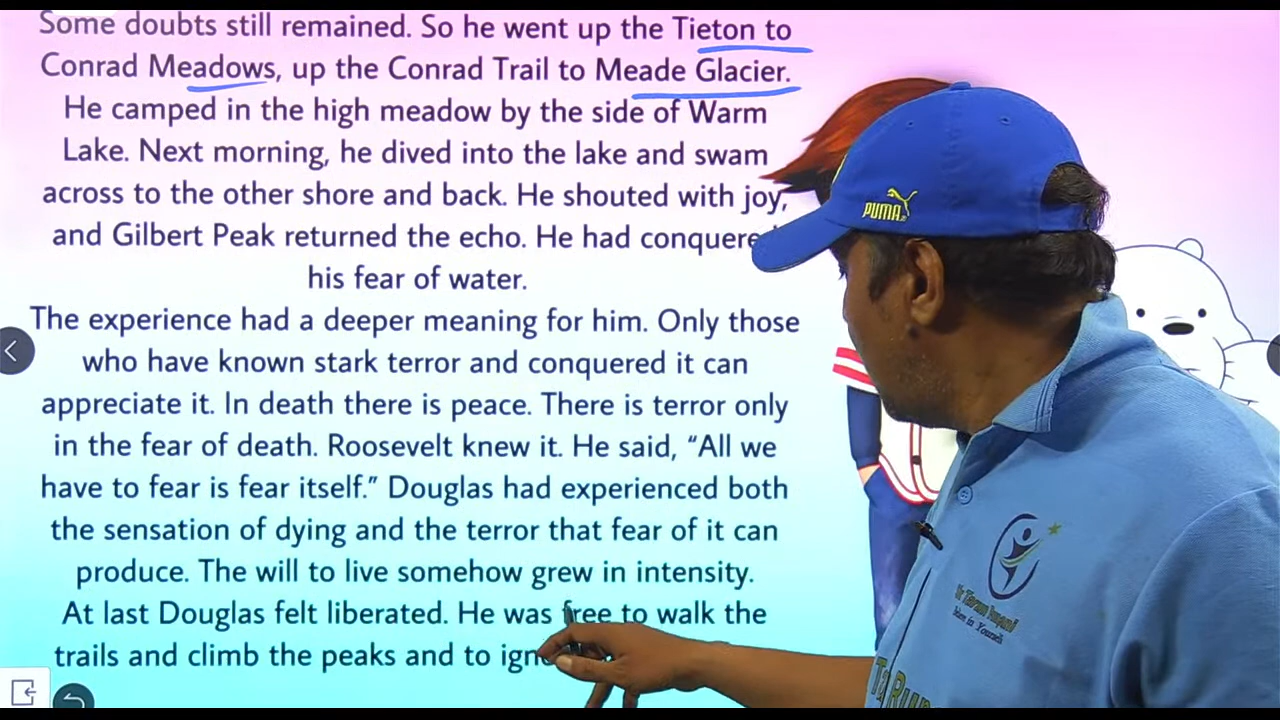 Some doubts still remained. So he went up the Tieton to
Conrad Meadows, up the Conrad Trail to Meade Glacier.
He camped in the high meadow by the side of Warm
Lake. Next morning, he dived into the lake and swam
across to the other shore and back. He shouted with joy,
and Gilbert Peak returned the echo. He had conquere
his fear of water.
The experience had a deeper meaning for him. Only those
who have known stark terror and conquered it can
appreciate it. In death there is peace. There is terror only
in the fear of death. Roosevelt knew it. He said, “All we
have to fear is fear itself.” Douglas had experienced both
the sensation of dying and the terror that fear of it can
produce. The will to live somehow grew in intensity.
At last Douglas felt liberated. He was free to walk the
trails and climb the peaks and to
PUMA